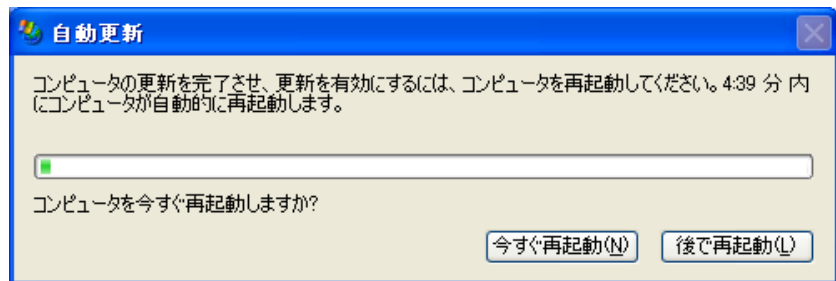 自動更新
コンピュータの更新を完了させ、更新を有効にするには、コンピュータを再起動してください。4:39 分 内
にコンピュータが自動的に再起動します。
コンピュータを今すぐ再起動しますか?
今すぐ再起動(N)
後で再起動(L)